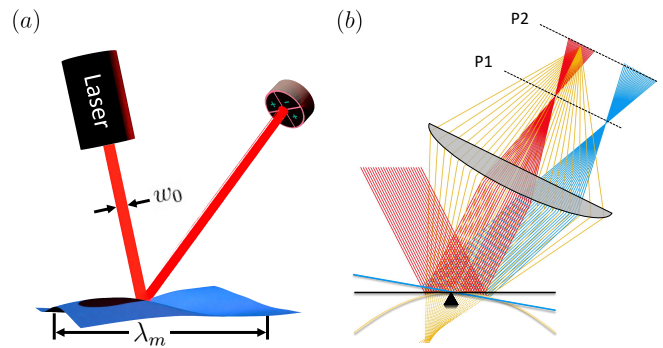 (a)
Laser
w₀
+ - +
λₘ
(b)
P2
P1